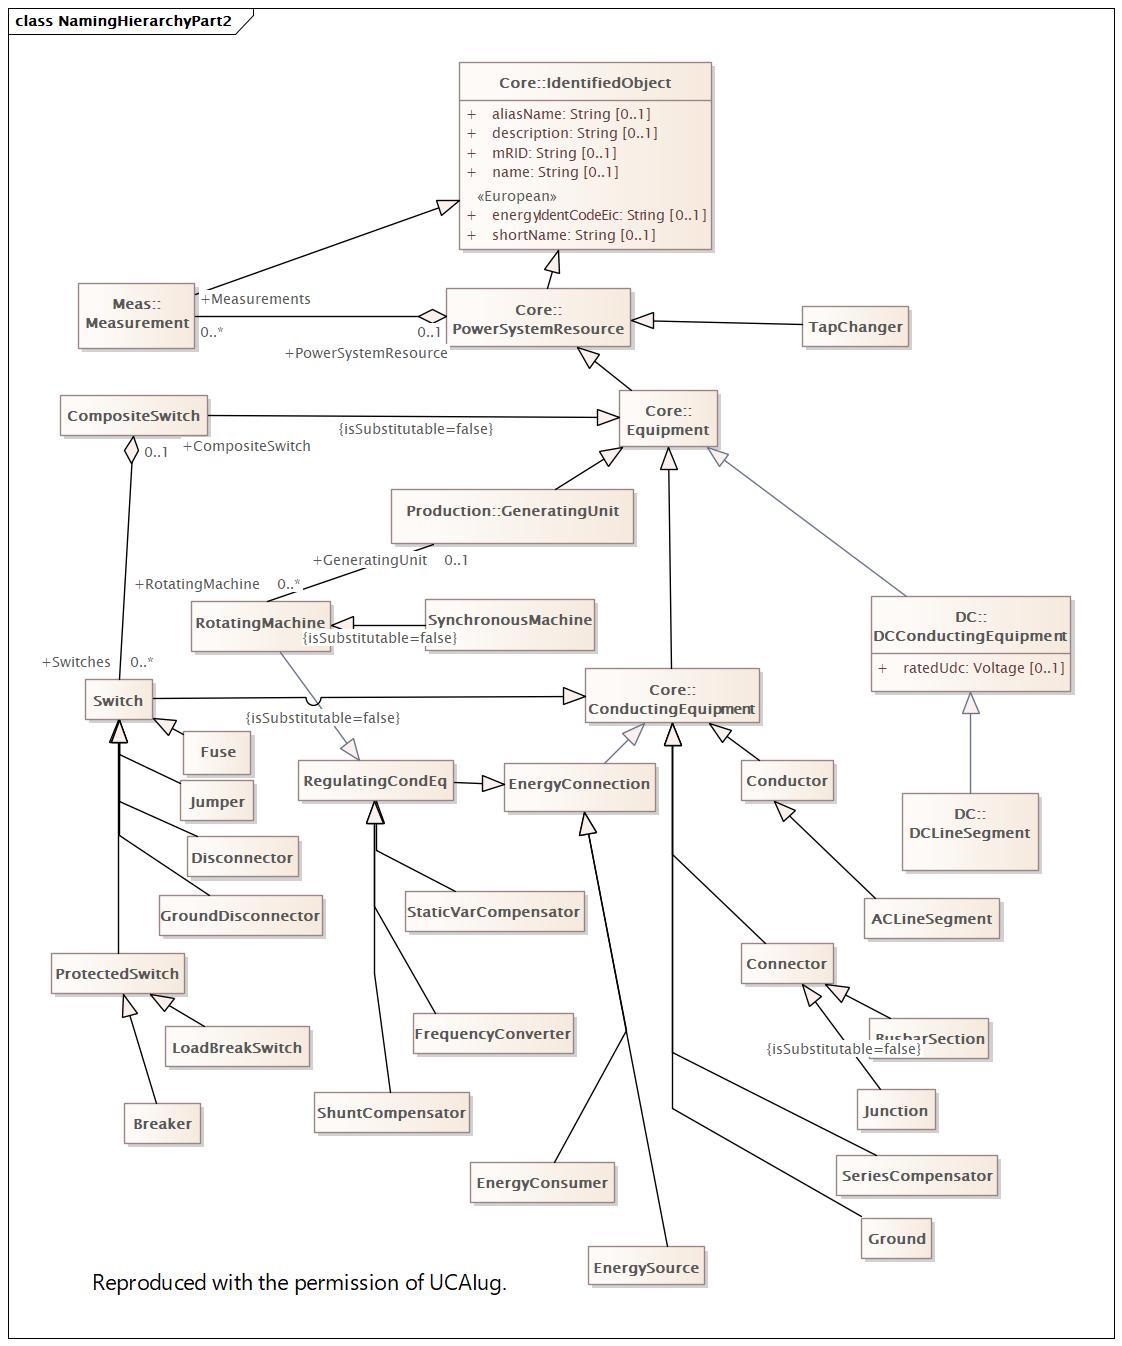 class NamingHierarchyPart2
Core::IdentifiedObject
+ aliasName: String [0..1]
+ description: String [0..1]
+ mRID: String [0..1]
+ name: String [0..1]
«European»
+ energyIdentCodeEic: String [0..1]
+ shortName: String [0..1]
Meas::
Measurement
+Measurements
0..*
0..1
+PowerSystemResource
Core::
PowerSystemResource
TapChanger
CompositeSwitch
{isSubstitutable=false}
0..1
+CompositeSwitch
Core::
Equipment
Production::GeneratingUnit
+GeneratingUnit 0..1
+RotatingMachine 0..*
RotatingMachine
SynchronousMachine
{isSubstitutable=false}
DC::
DCConductingEquipment
+ ratedUdc: Voltage [0..1]
+Switches 0..*
Switch
{isSubstitutable=false}
Core::
ConductingEquipment
Fuse
Jumper
Disconnector
GroundDisconnector
RegulatingCondEq
EnergyConnection
Conductor
DC::
DCLineSegment
StaticVarCompensator
ACLineSegment
ProtectedSwitch
Connector
LoadBreakSwitch
FrequencyConverter
BusbarSection
{isSubstitutable=false}
Breaker
ShuntCompensator
Junction
EnergyConsumer
SeriesCompensator
Ground
EnergySource
Reproduced with the permission of UCAIug.